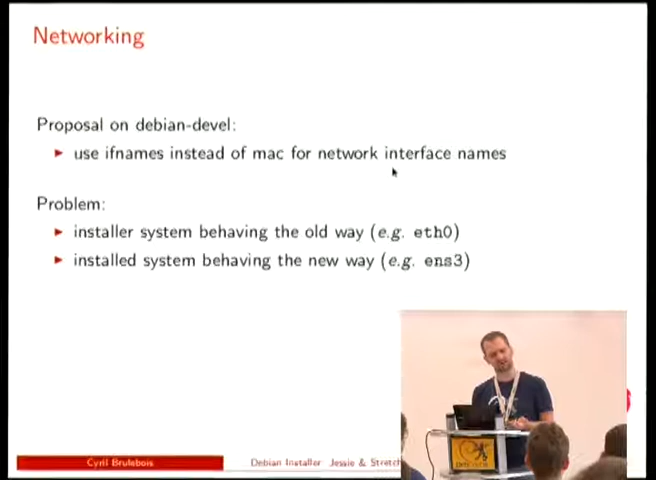 Networking
Proposal on debian-devel:
► use ifnames instead of mac for network interface names
Problem:
► installer system behaving the old way (e.g. eth0)
► installed system behaving the new way (e.g. ens3)
Cyril Brulebois
Debian Installer: Jessie & Stretch